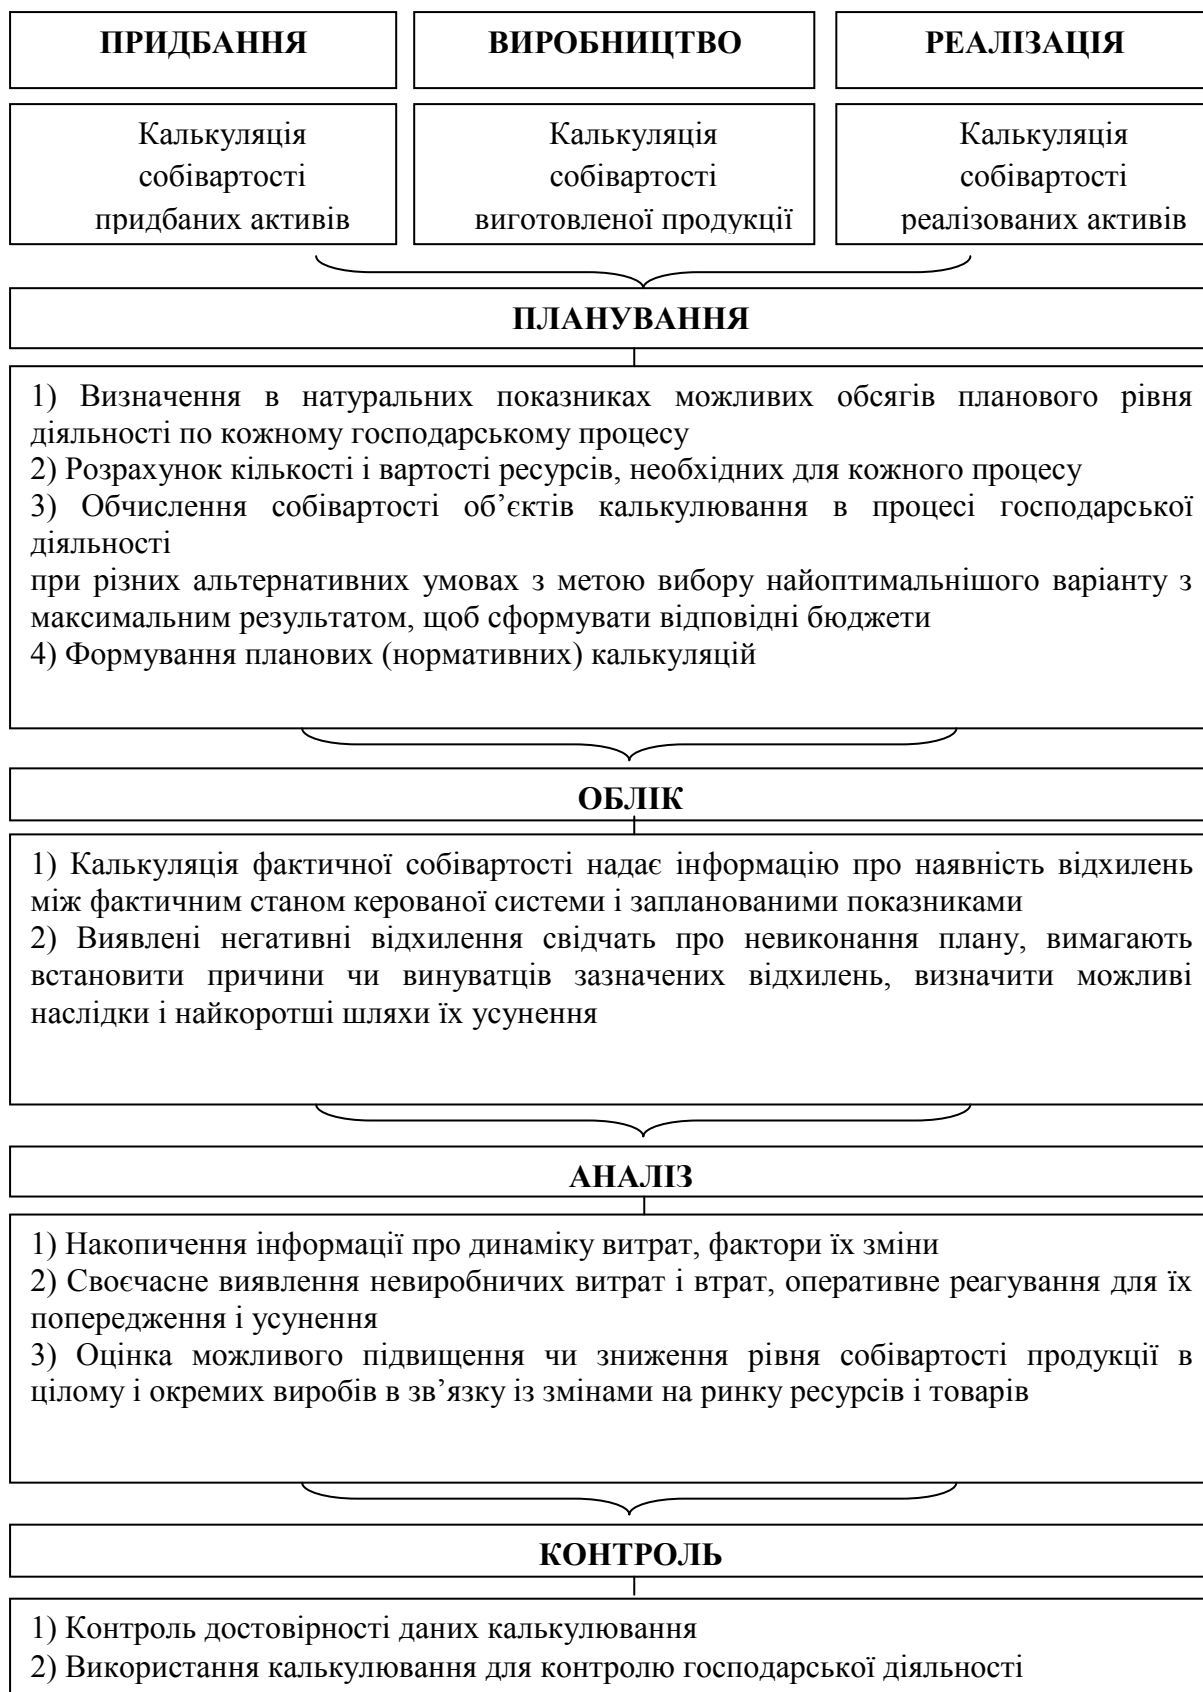 ПРИДБАННЯ
ВИРОБНИЦТВО
РЕАЛІЗАЦІЯ
Калькуляція
собівартості
придбаних активів
Калькуляція
собівартості
виготовленої продукції
Калькуляція
собівартості
реалізованих активів
ПЛАНУВАННЯ
1) Визначення в натуральних показниках можливих обсягів планового рівня
діяльності по кожному господарському процесу
2) Розрахунок кількості і вартості ресурсів, необхідних для кожного процесу
3) Обчислення собівартості об’єктів калькулювання в процесі господарської
діяльності
при різних альтернативних умовах з метою вибору найоптимальнішого варіанту з
максимальним результатом, щоб сформувати відповідні бюджети
4) Формування планових (нормативних) калькуляцій
ОБЛІК
1) Калькуляція фактичної собівартості надає інформацію про наявність відхилень
між фактичним станом керованої системи і запланованими показниками
2) Виявлені негативні відхилення свідчать про невиконання плану, вимагають
встановити причини чи винуватців зазначених відхилень, визначити можливі
наслідки і найкоротші шляхи їх усунення
АНАЛІЗ
1) Накопичення інформації про динаміку витрат, фактори їх зміни
2) Своєчасне виявлення невиробничих витрат і втрат, оперативне реагування для їх
попередження і усунення
3) Оцінка можливого підвищення чи зниження рівня собівартості продукції в
цілому і окремих виробів в зв’язку із змінами на ринку ресурсів і товарів
КОНТРОЛЬ
1) Контроль достовірності даних калькулювання
2) Використання калькулювання для контролю господарської діяльності